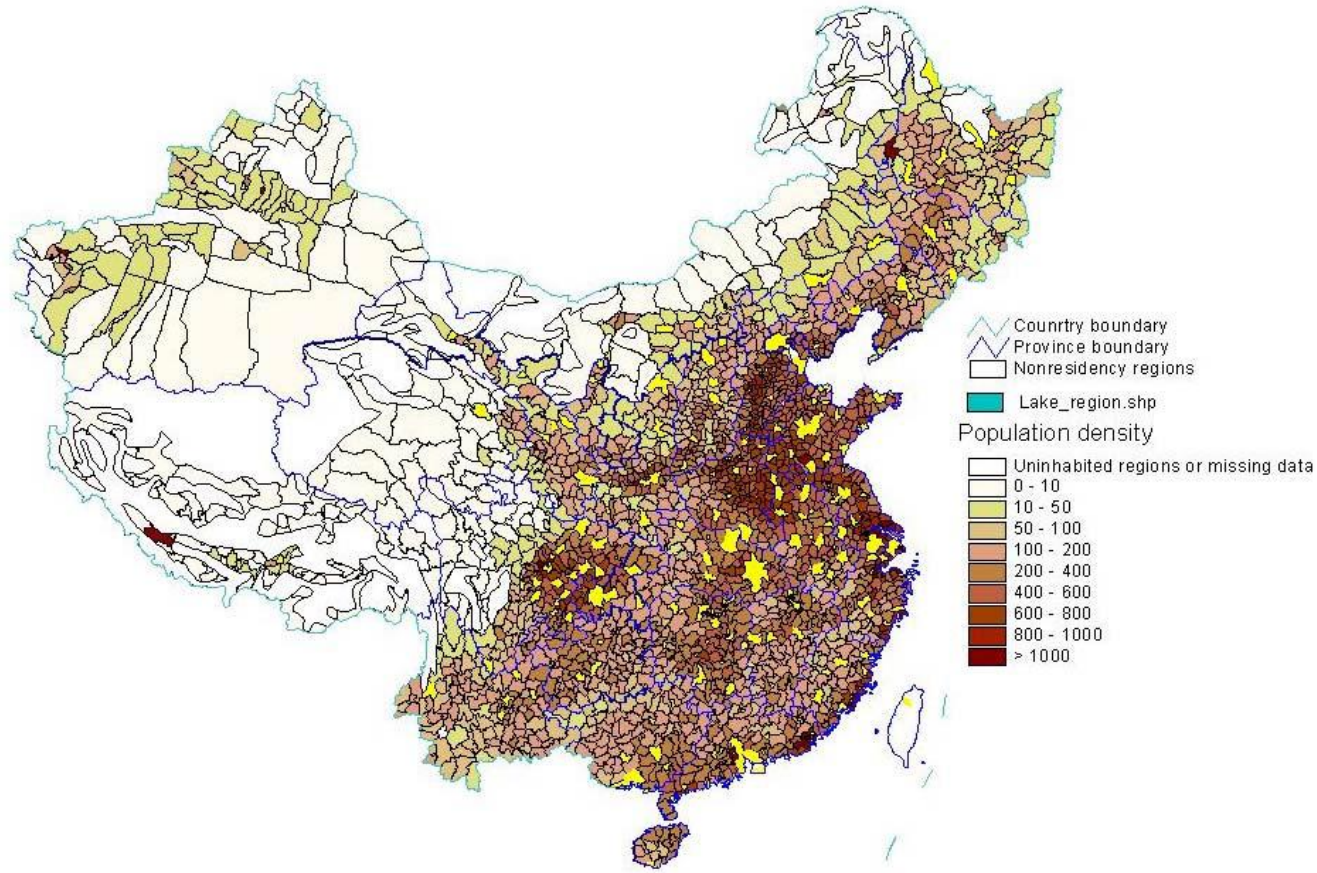 Counrtry boundary
Province boundary
Nonresidency regions
Lake_region.shp
Population density
Uninhabited regions or missing data
0 - 10
10 - 50
50 - 100
100 - 200
200 - 400
400 - 600
600 - 800
800 - 1000
> 1000